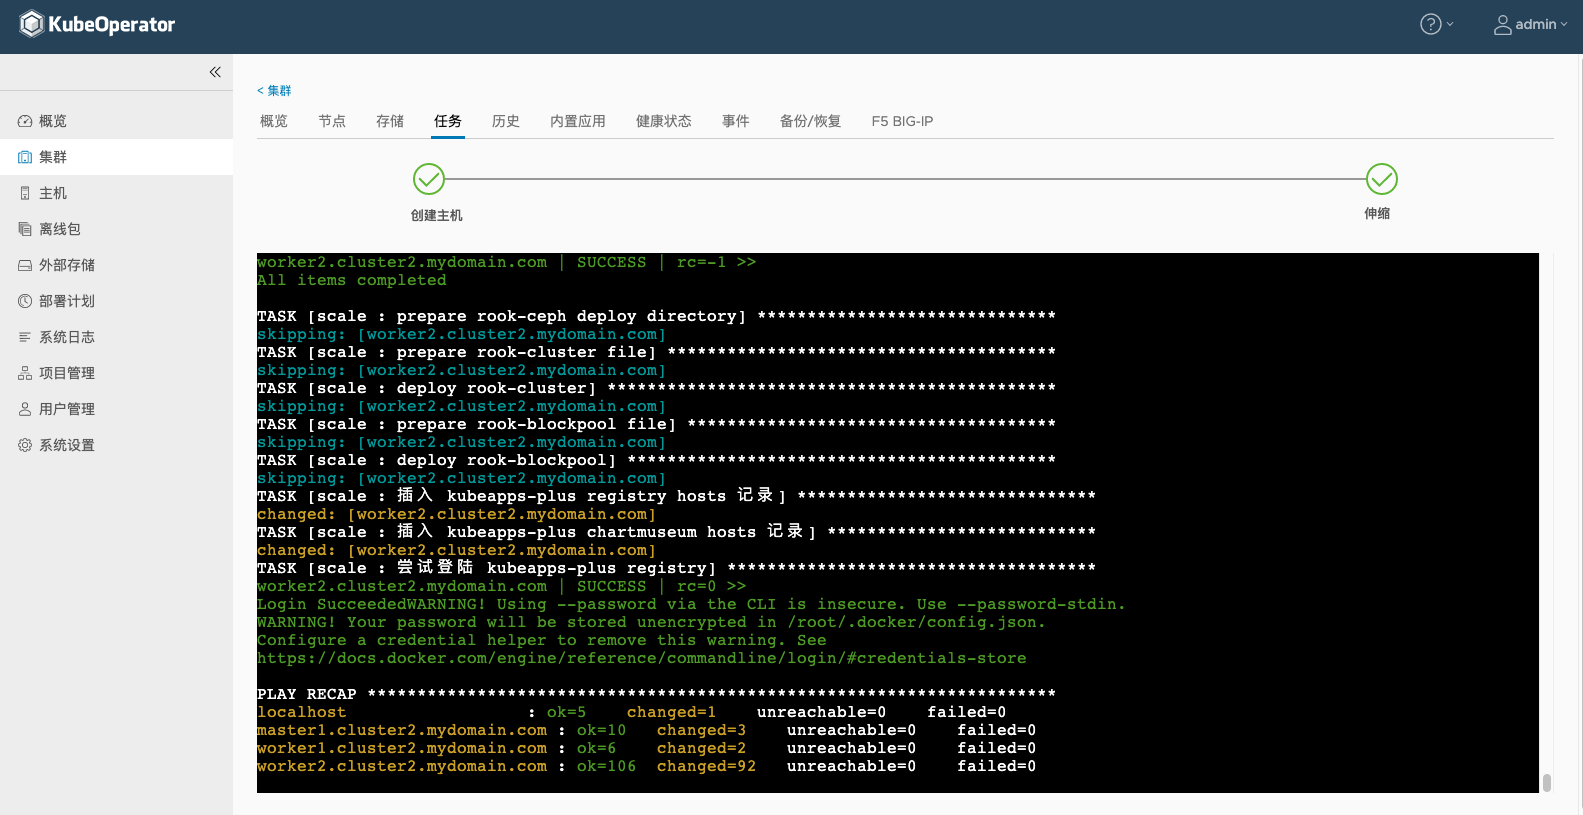 KubeOperator
admin
< 集群
概览 节点 存储 任务 历史 内置应用 健康状态 事件 备份/恢复 F5 BIG-IP
概览
集群
主机
离线包
外部存储
部署计划
系统日志
项目管理
用户管理
系统设置
创建主机
伸缩
worker2.cluster2.mydomain.com | SUCCESS | rc=-1 >>
All items completed
TASK [scale : prepare rook-ceph deploy directory] ******************************
skipping: [worker2.cluster2.mydomain.com]
TASK [scale : prepare rook-cluster file] ***************************************
skipping: [worker2.cluster2.mydomain.com]
TASK [scale : deploy rook-cluster] *********************************************
skipping: [worker2.cluster2.mydomain.com]
TASK [scale : prepare rook-blockpool file] *************************************
skipping: [worker2.cluster2.mydomain.com]
TASK [scale : deploy rook-blockpool] *******************************************
skipping: [worker2.cluster2.mydomain.com]
TASK [scale : 插入 kubeapps-plus registry hosts 记录] ******************************
changed: [worker2.cluster2.mydomain.com]
TASK [scale : 插入 kubeapps-plus chartmuseum hosts 记录] ***************************
changed: [worker2.cluster2.mydomain.com]
TASK [scale : 尝试登陆 kubeapps-plus registry] *************************************
worker2.cluster2.mydomain.com | SUCCESS | rc=0 >>
Login SucceededWARNING! Using --password via the CLI is insecure. Use --password-stdin.
WARNING! Your password will be stored unencrypted in /root/.docker/config.json.
Configure a credential helper to remove this warning. See
https://docs.docker.com/engine/reference/commandline/login/#credentials-store
PLAY RECAP *********************************************************************
localhost : ok=5 changed=1 unreachable=0 failed=0
master1.cluster2.mydomain.com : ok=10 changed=3 unreachable=0 failed=0
worker1.cluster2.mydomain.com : ok=6 changed=2 unreachable=0 failed=0
worker2.cluster2.mydomain.com : ok=106 changed=92 unreachable=0 failed=0